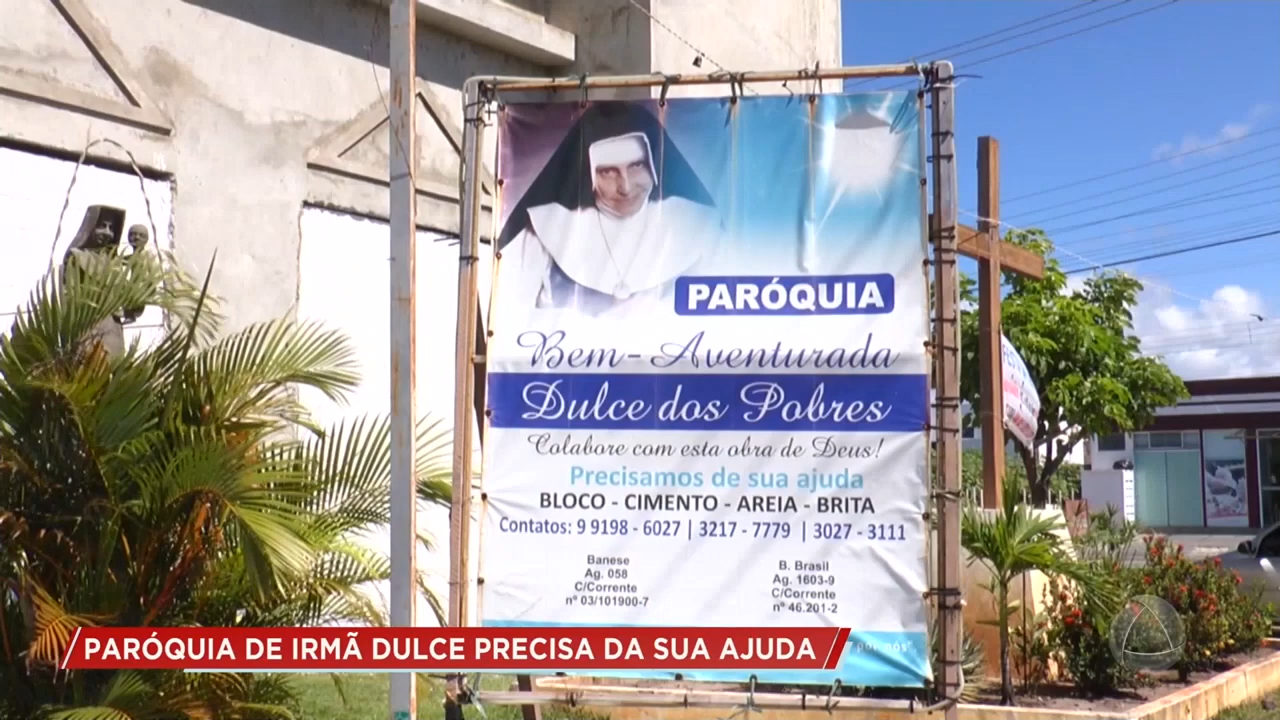 PARÓQUIA
Bem-Aventurada
Dulce dos Pobres
Colabore com esta obra de Deus!
Precisamos de sua ajuda
BLOCO - CIMENTO - AREIA - BRITA
Contatos: 9 9198 - 6027 | 3217 - 7779 | 3027 - 3111
Banese
Ag. 058
C/Corrente
nº 03/101900-7
B. Brasil
Ag. 1603-9
C/Corrente
nº 46.201-2
por nós".
PARÓQUIA DE IRMÃ DULCE PRECISA DA SUA AJUDA